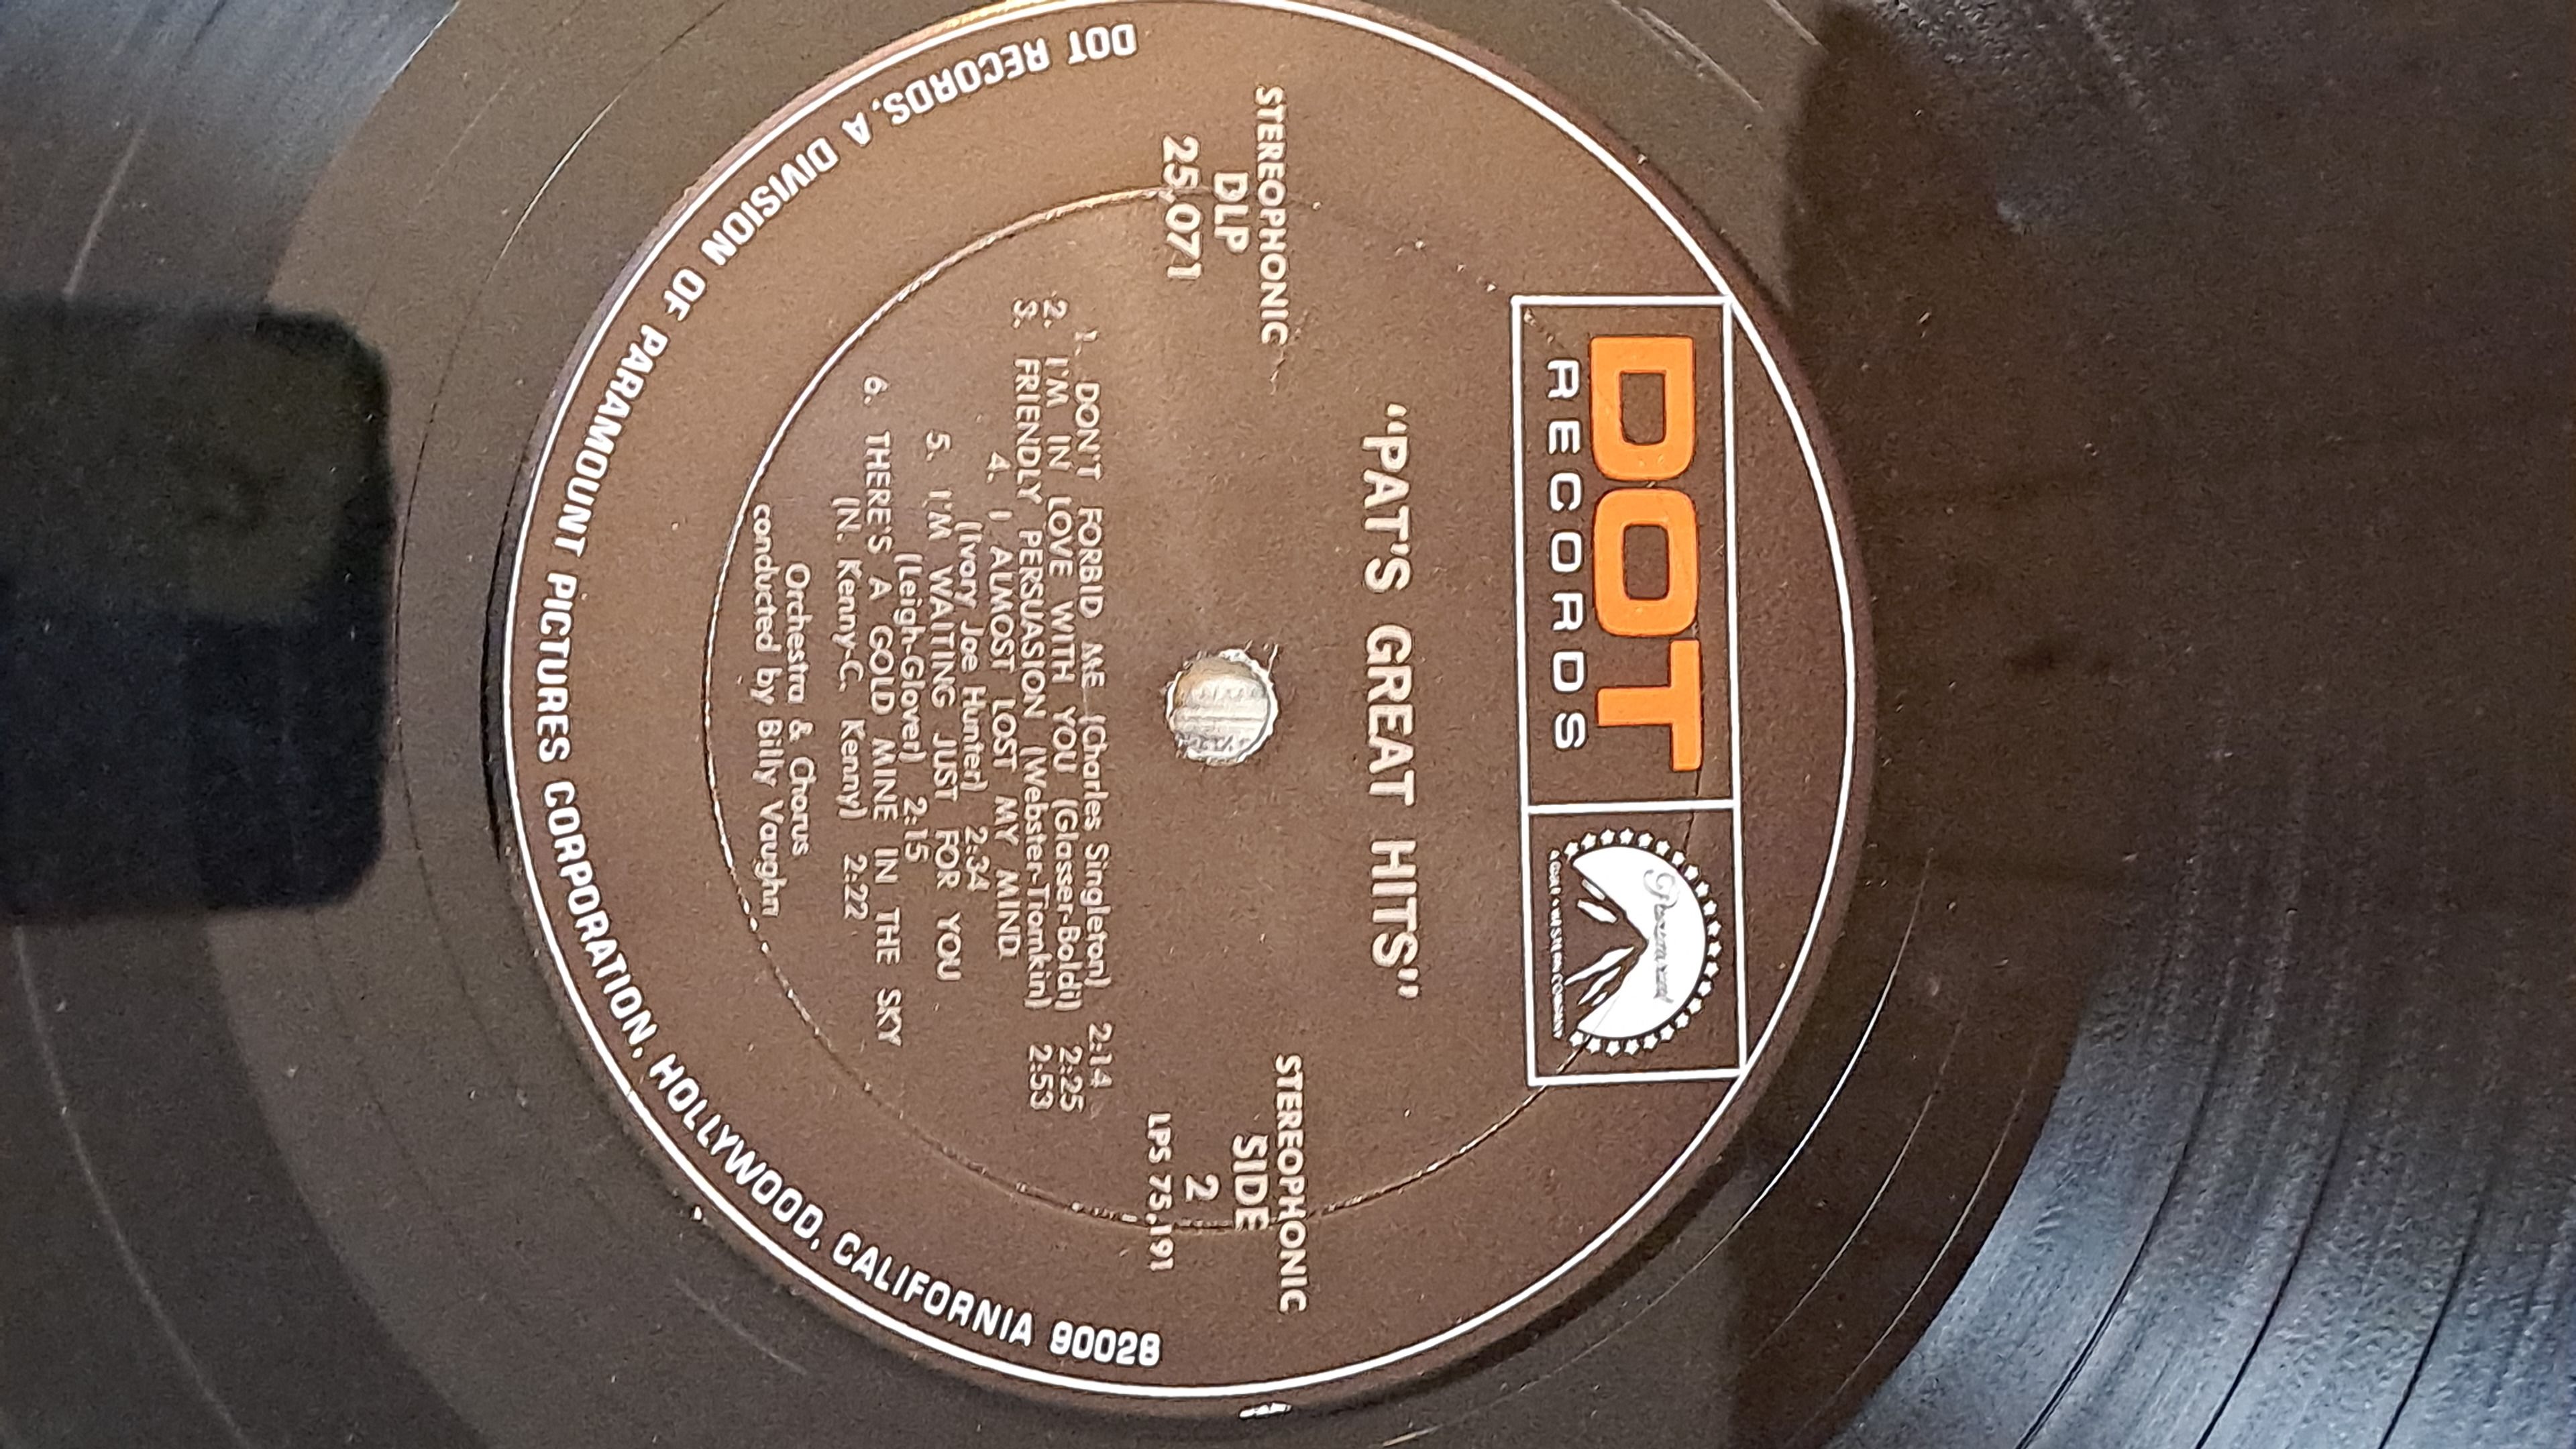 DOT
RECORDS
Paramount
A GULF + WESTERN COMPANY
"PAT'S GREAT HITS"
STEREOPHONIC
DLP
25,071
STEREOPHONIC
SIDE
2
LPS 75,191
1. DON'T FORBID ME (Charles Singleton) 2:14
2. I'M IN LOVE WITH YOU (Glasser-Boldi) 2:25
3. FRIENDLY PERSUASION (Webster-Tiomkin) 2:53
4. I ALMOST LOST MY MIND
(Ivory Joe Hunter) 2:34
5. I'M WAITING JUST FOR YOU
(Leigh-Glover) 2:15
6. THERE'S A GOLD MINE IN THE SKY
(N. Kenny-C. Kenny) 2:22
Orchestra & Chorus
conducted by Billy Vaughn
DOT RECORDS, A DIVISION OF PARAMOUNT PICTURES CORPORATION, HOLLYWOOD, CALIFORNIA 90028